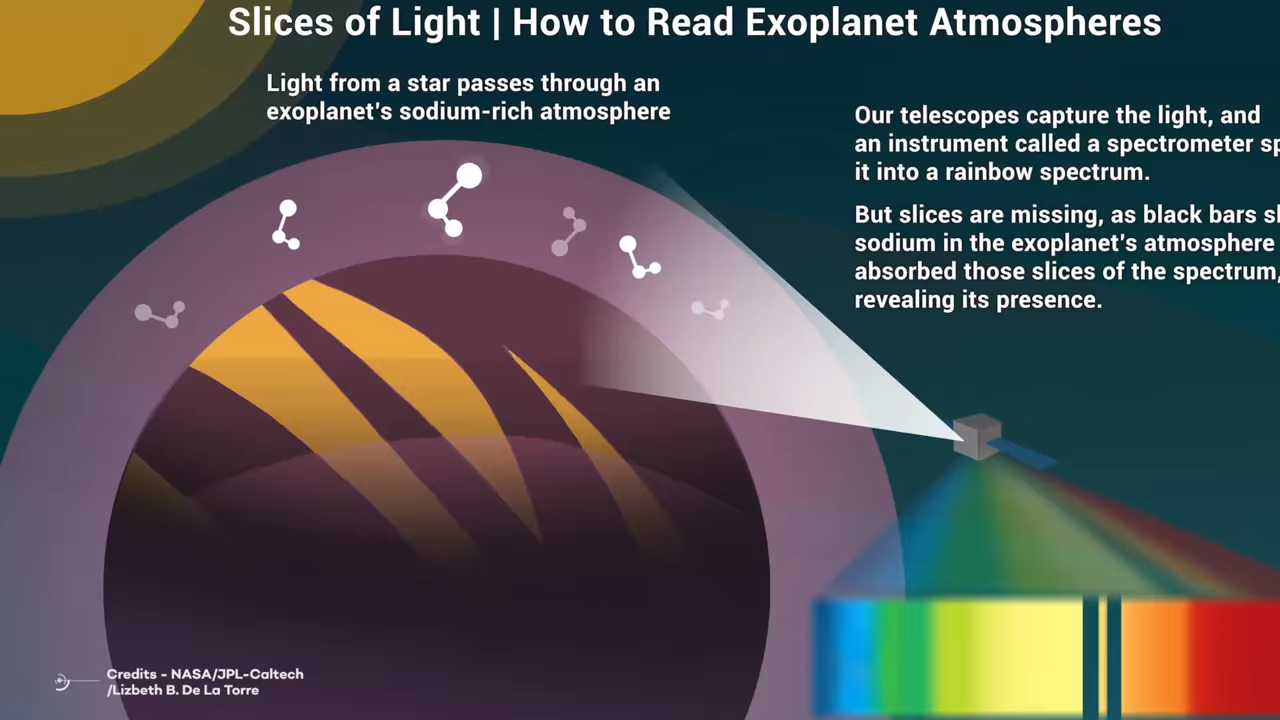 Slices of Light | How to Read Exoplanet Atmospheres
Light from a star passes through an
exoplanet's sodium-rich atmosphere
Our telescopes capture the light, and
an instrument called a spectrometer
it into a rainbow spectrum.
But slices are missing, as black bars
sodium in the exoplanet's atmosphere
absorbed those slices of the spectrum,
revealing its presence.
Credits - NASA/JPL-Caltech
/Lizbeth B. De La Torre